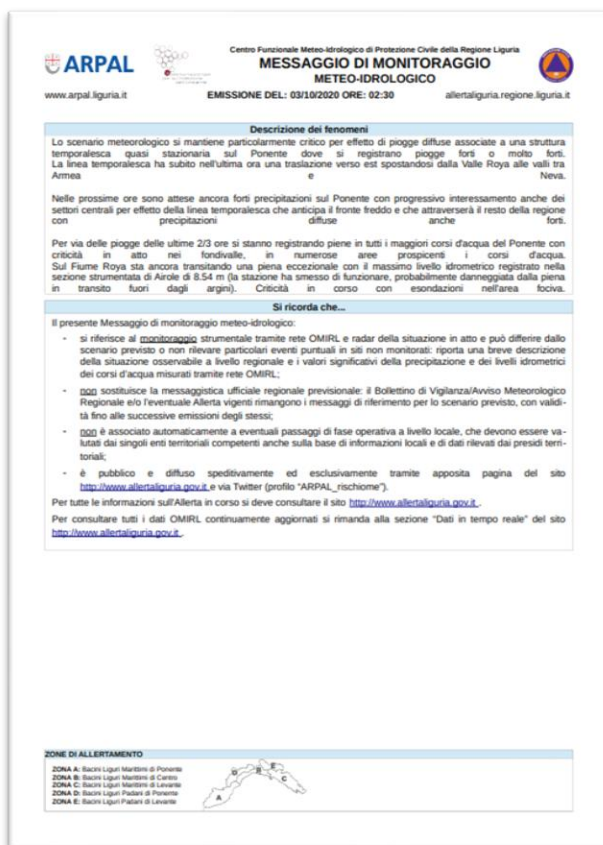 Centro Funzionale Meteo-Idrologico di Protezione Civile della Regione Liguria
ARPAL
MESSAGGIO DI MONITORAGGIO
METEO-IDROLOGICO
www.arpal.liguria.it
EMISSIONE DEL: 03/10/2020 ORE: 02:30
allertaliguria.regione.liguria.it
Descrizione dei fenomeni
Lo scenario meteorologico si mantiene particolarmente critico per effetto di piogge diffuse associate a una struttura
temporalesca quasi stazionaria sul Ponente dove si registrano piogge forti o molto forti.
La linea temporalesca ha subito nell'ultima ora una traslazione verso est spostandosi dalla Valle Roya alle valli tra
Armea e Neva.
Nelle prossime ore sono attese ancora forti precipitazioni sul Ponente con progressivo interessamento anche dei
settori centrali per effetto della linea temporalesca che anticipa il fronte freddo e che attraverserà il resto della regione
con precipitazioni diffuse anche forti.
Per via delle piogge delle ultime 2/3 ore si stanno registrando piene in tutti i maggiori corsi d'acqua del Ponente con
criticità in atto nei fondivalle, in numerose aree prospicenti i corsi d'acqua.
Sul Fiume Roya sta ancora transitando una piena eccezionale con il massimo livello idrometrico registrato nella
sezione strumentata di Airole di 8.54 m (la stazione ha smesso di funzionare, probabilmente danneggiata dalla piena
in transito fuori dagli argini). Criticità in corso con esondazioni nell'area fociva.
Si ricorda che...
Il presente Messaggio di monitoraggio meteo-idrologico:
- si riferisce al monitoraggio strumentale tramite rete OMIRL e radar della situazione in atto e può differire dallo
scenario previsto o non rilevare particolari eventi puntuali in siti non monitorati: riporta una breve descrizione
della situazione osservabile a livello regionale e i valori significativi della precipitazione e dei livelli idrometrici
dei corsi d'acqua misurati tramite rete OMIRL;
- non sostituisce la messaggistica ufficiale regionale previsionale: il Bollettino di Vigilanza/Avviso Meteorologico
Regionale e/o l'eventuale Allerta vigenti rimangono i messaggi di riferimento per lo scenario previsto, con validi-
tà fino alle successive emissioni degli stessi;
- non è associato automaticamente a eventuali passaggi di fase operativa a livello locale, che devono essere va-
lutati dai singoli enti territoriali competenti anche sulla base di informazioni locali e di dati rilevati dai presidi terri-
toriali;
- è pubblico e diffuso speditivamente ed esclusivamente tramite apposita pagina del sito
http://www.allertaliguria.gov.it e via Twitter (profilo "ARPAL_rischiome").
Per tutte le informazioni sull'Allerta in corso si deve consultare il sito http://www.allertaliguria.gov.it .
Per consultare tutti i dati OMIRL continuamente aggiornati si rimanda alla sezione "Dati in tempo reale" del sito
http://www.allertaliguria.gov.it .
ZONE DI ALLERTAMENTO
ZONA A: Bacini Liguri Marittimi di Ponente
ZONA B: Bacini Liguri Marittimi di Centro
ZONA C: Bacini Liguri Marittimi di Levante
ZONA D: Bacini Liguri Padani di Ponente
ZONA E: Bacini Liguri Padani di Levante
A
D
B
E
C